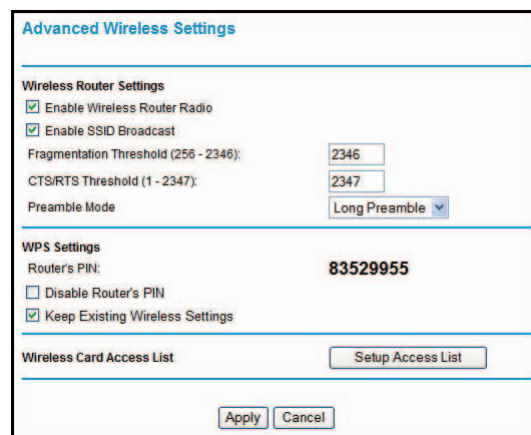 Advanced Wireless Settings
Wireless Router Settings
Enable Wireless Router Radio
Enable SSID Broadcast
Fragmentation Threshold (256 - 2346): 2346
CTS/RTS Threshold (1 - 2347): 2347
Preamble Mode Long Preamble
WPS Settings
Router's PIN: 83529955
Disable Router's PIN
Keep Existing Wireless Settings
Wireless Card Access List Setup Access List
Apply Cancel